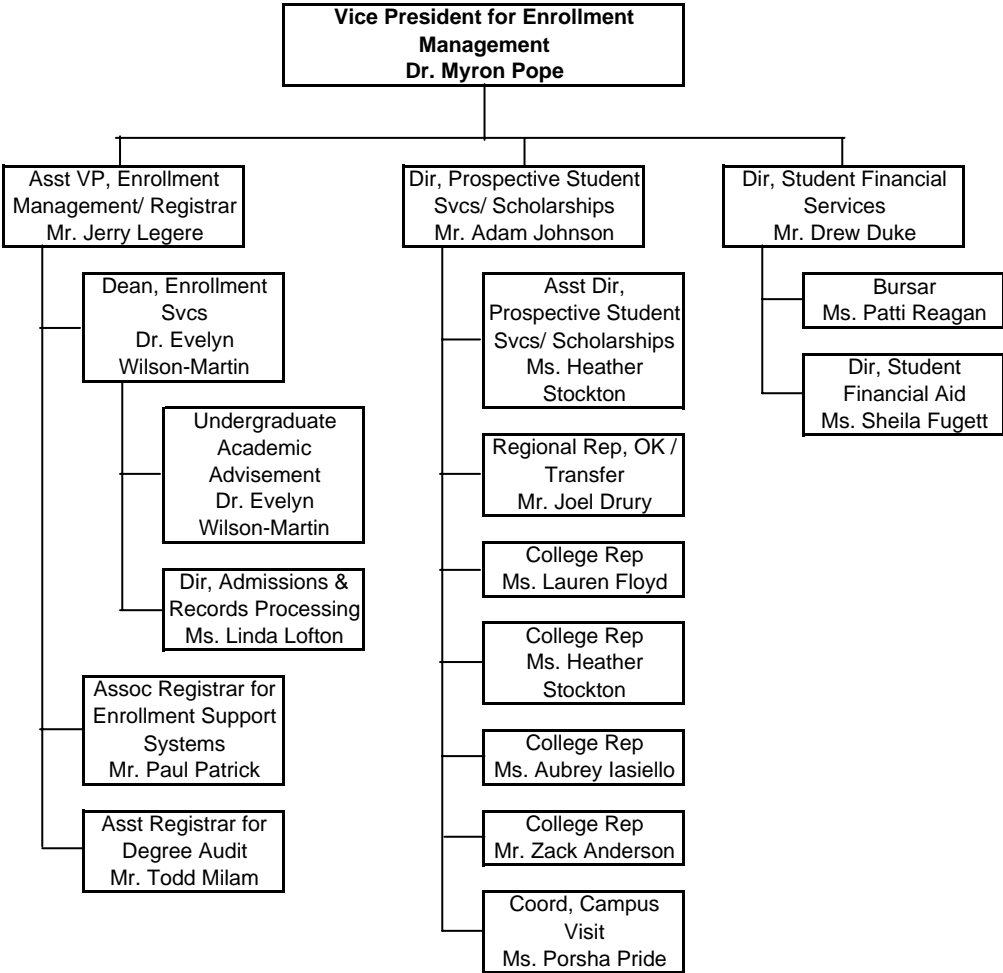 Vice President for Enrollment
Management
Dr. Myron Pope
Asst VP, Enrollment
Management/ Registrar
Mr. Jerry Legere
Dean, Enrollment
Svcs
Dr. Evelyn
Wilson-Martin
Undergraduate
Academic
Advisement
Dr. Evelyn
Wilson-Martin
Dir, Admissions &
Records Processing
Ms. Linda Lofton
Assoc Registrar for
Enrollment Support
Systems
Mr. Paul Patrick
Asst Registrar for
Degree Audit
Mr. Todd Milam
Dir, Prospective Student
Svcs/ Scholarships
Mr. Adam Johnson
Asst Dir,
Prospective Student
Svcs/ Scholarships
Ms. Heather
Stockton
Regional Rep, OK /
Transfer
Mr. Joel Drury
College Rep
Ms. Lauren Floyd
College Rep
Ms. Heather
Stockton
College Rep
Ms. Aubrey Iasiello
College Rep
Mr. Zack Anderson
Coord, Campus
Visit
Ms. Porsha Pride
Dir, Student Financial
Services
Mr. Drew Duke
Bursar
Ms. Patti Reagan
Dir, Student
Financial Aid
Ms. Sheila Fugett